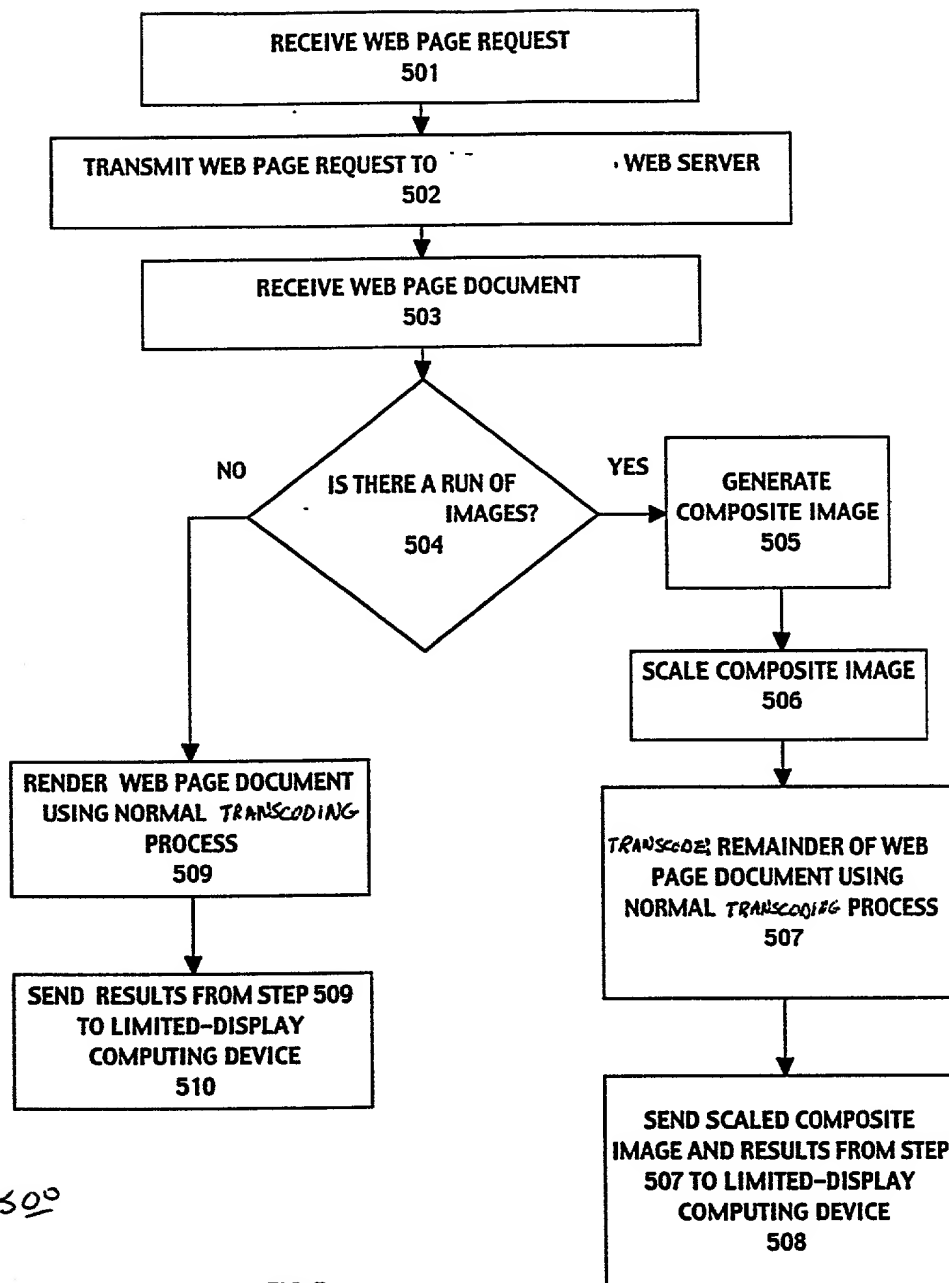 RECEIVE WEB PAGE REQUEST
501
TRANSMIT WEB PAGE REQUEST TO WEB SERVER
502
RECEIVE WEB PAGE DOCUMENT
503
IS THERE A RUN OF
IMAGES?
504
NO
YES
GENERATE
COMPOSITE IMAGE
505
SCALE COMPOSITE IMAGE
506
TRANSCODE REMAINDER OF WEB
PAGE DOCUMENT USING
NORMAL TRANSCODING PROCESS
507
SEND SCALED COMPOSITE
IMAGE AND RESULTS FROM STEP
507 TO LIMITED-DISPLAY
COMPUTING DEVICE
508
RENDER WEB PAGE DOCUMENT
USING NORMAL TRANSCODING
PROCESS
509
SEND RESULTS FROM STEP 509
TO LIMITED-DISPLAY
COMPUTING DEVICE
510
500